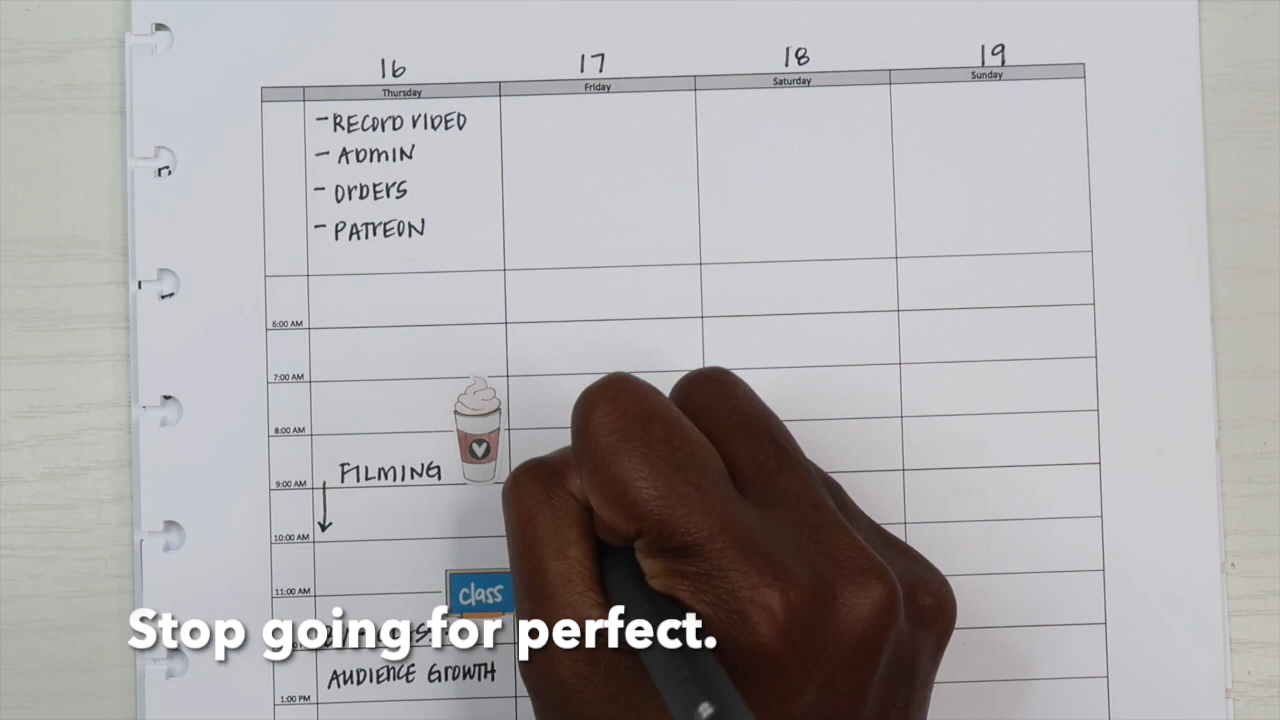 16 17 18 19
Thursday Friday Saturday Sunday
- RECORD VIDEO
- ADMIN
- ORDERS
- PATREON
6:00 AM
7:00 AM
8:00 AM
FILMING
9:00 AM
10:00 AM
11:00 AM
class
Stop going for perfect.
AUDIENCE GROWTH
1:00 PM